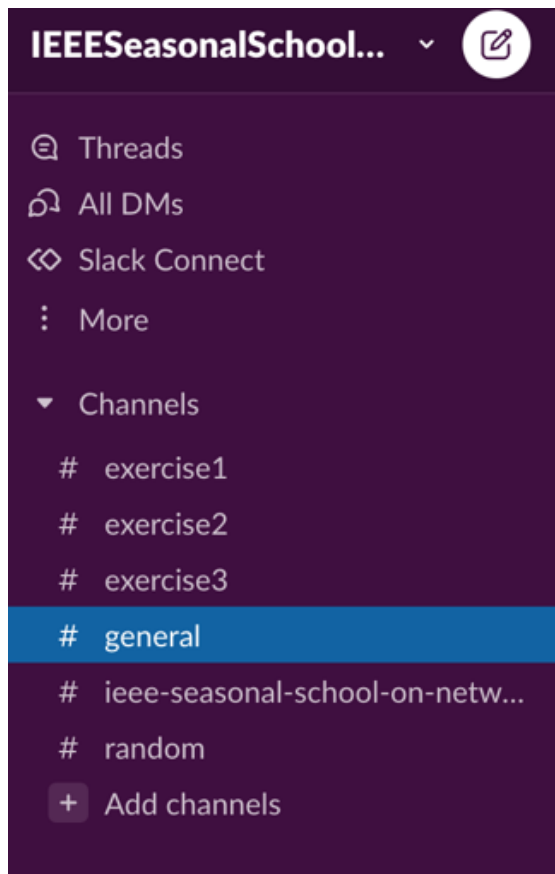 IEEESeasonalSchool...
Threads
All DMs
Slack Connect
More
Channels
# exercise1
# exercise2
# exercise3
# general
# ieee-seasonal-school-on-netw...
# random
+ Add channels